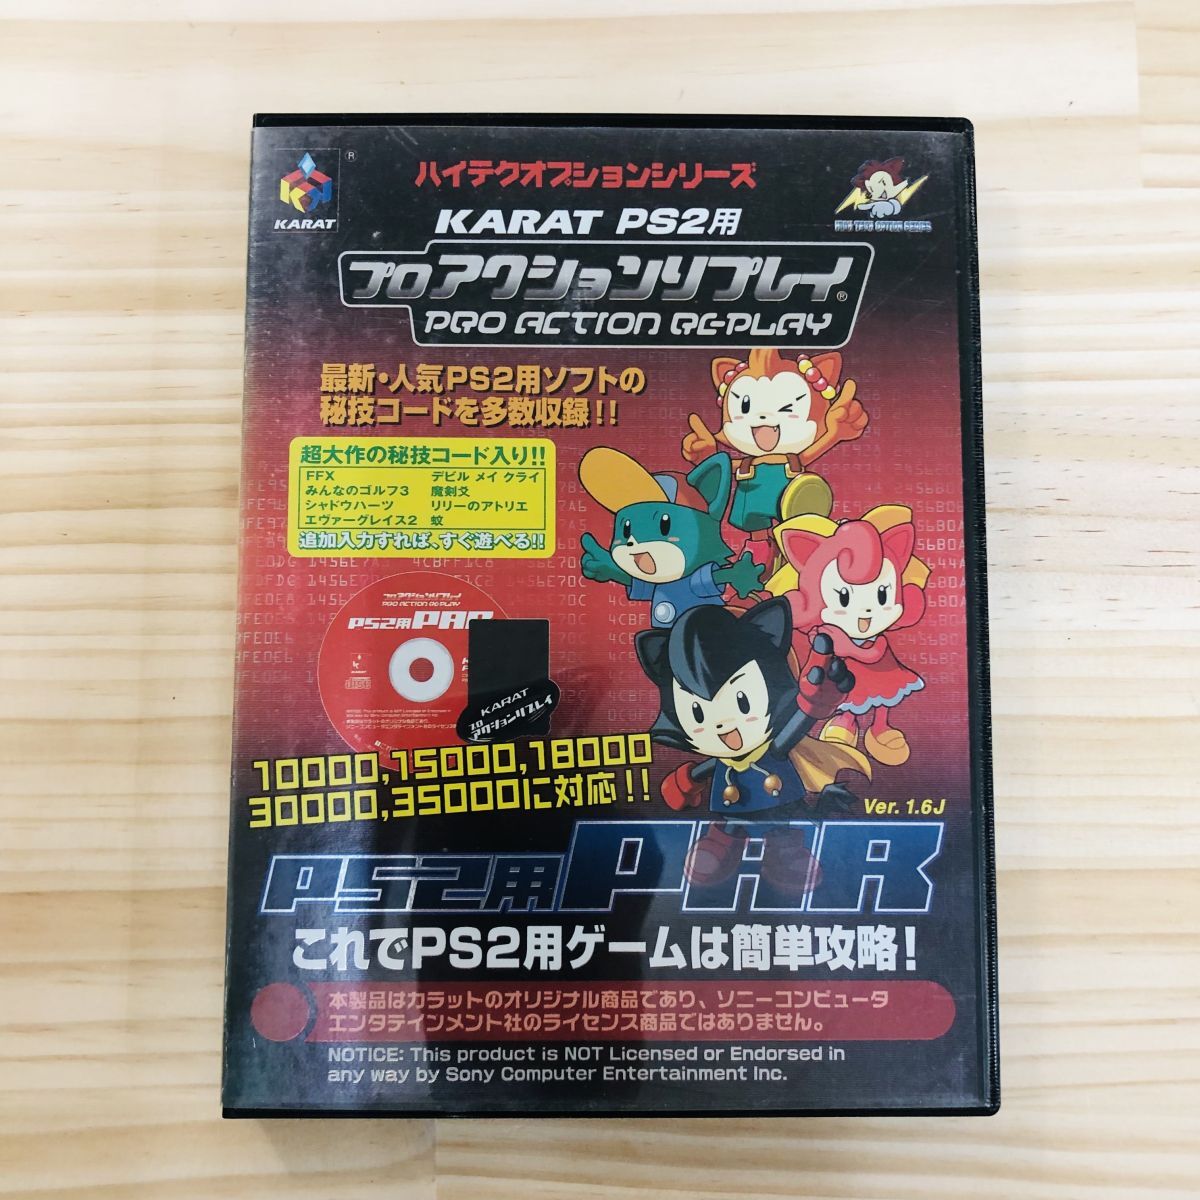 KARAT
®
ハイテクオプションシリーズ
HIGH TECH OPTION SERIES
KARAT PS2用
プロアクションリプレイ®
PRO ACTION RE-PLAY
最新・人気PS2用ソフトの
秘技コードを多数収録!!
超大作の秘技コード入り!!
FFX デビル メイ クライ
みんなのゴルフ3 魔剣爻
シャドウハーツ リリーのアトリエ
エヴァーグレイス2 蚊
追加入力すれば、すぐ遊べる!!
プロアクションリプレイ
PRO ACTION RE-PLAY
PS2用PAR
KARAT
KARAT
プロ
アクションリプレイ
10000,15000,18000
30000,35000に対応!!
Ver. 1.6J
PS2用PAR
これでPS2用ゲームは簡単攻略!
本製品はカラットのオリジナル商品であり、ソニーコンピュータ
エンタテインメント社のライセンス商品ではありません。
NOTICE: This product is NOT Licensed or Endorsed in
any way by Sony Computer Entertainment Inc.